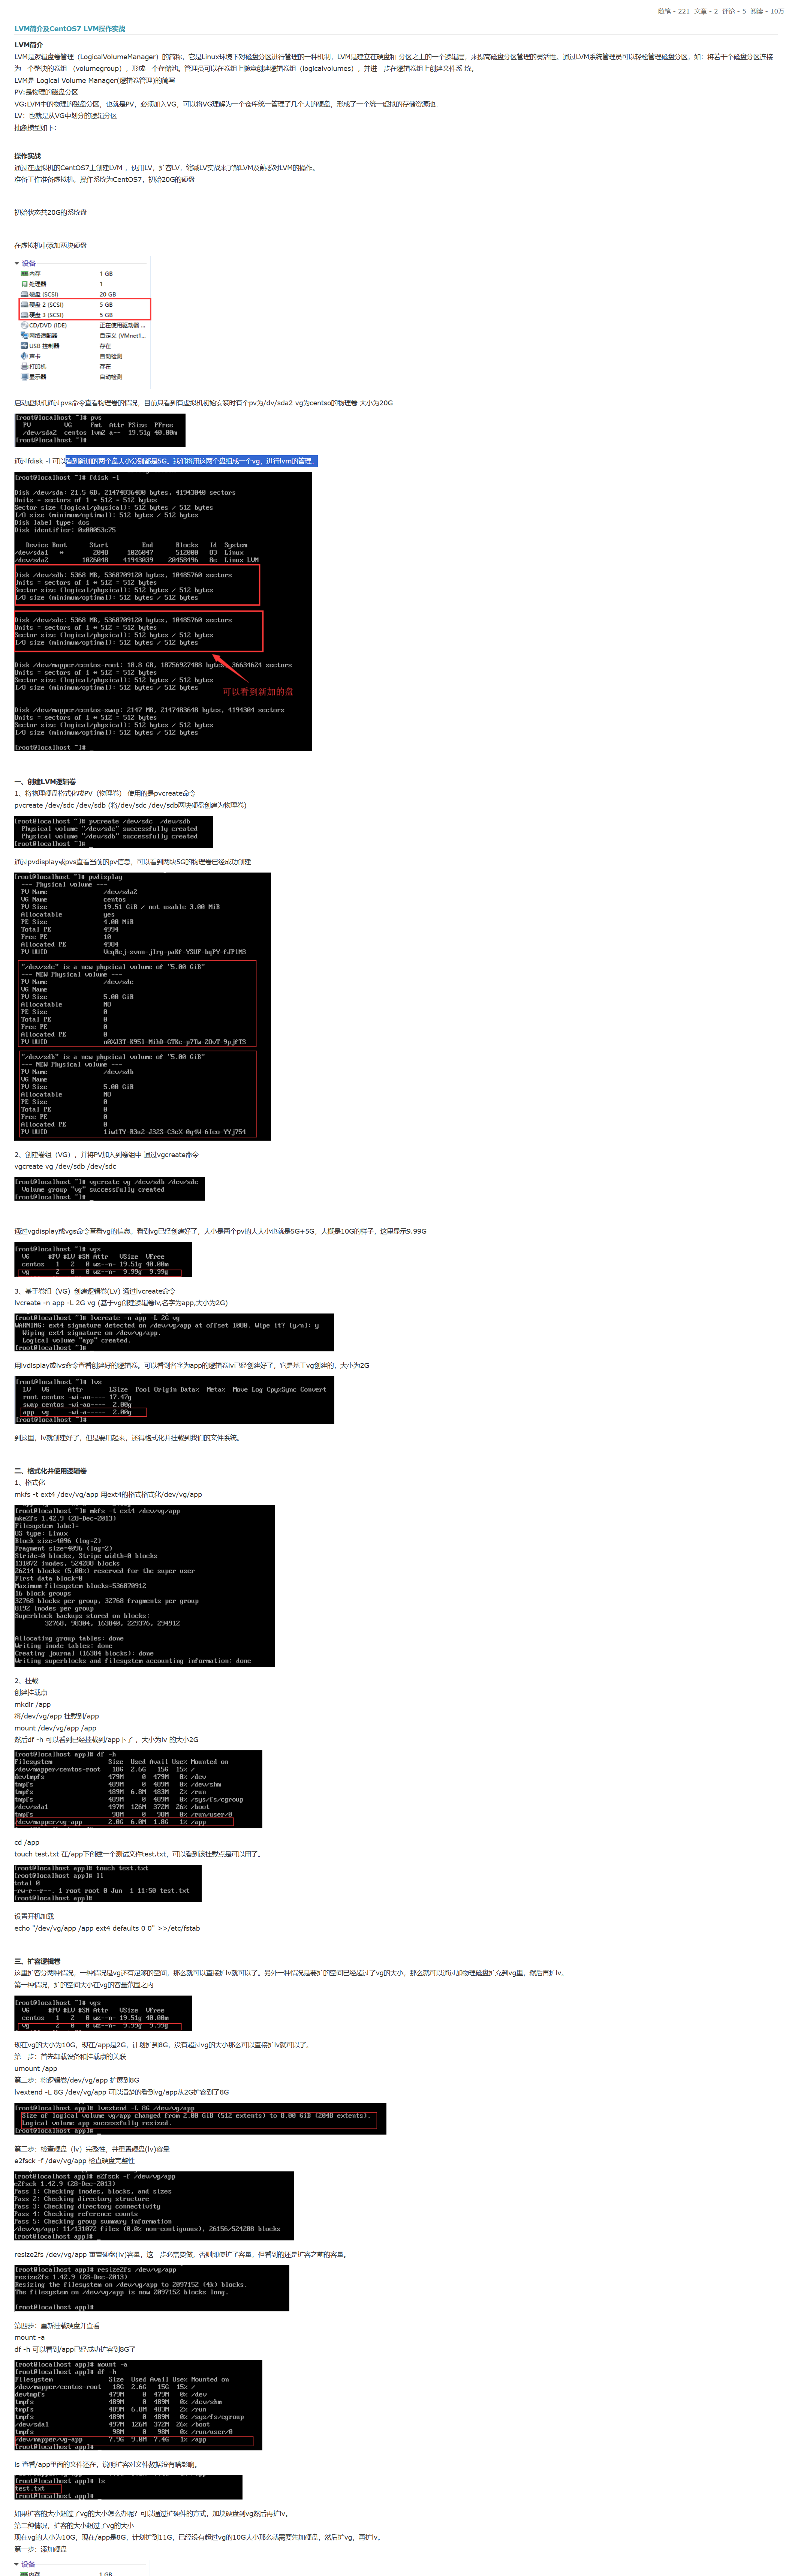 随笔 - 221  文章 - 2  评论 - 5  阅读 - 10万
LVM简介及CentOS7 LVM操作实战
LVM简介
LVM是逻辑盘卷管理（LogicalVolumeManager）的简称，它是Linux环境下对磁盘分区进行管理的一种机制，LVM是建立在硬盘和 分区之上的一个逻辑层，来提高磁盘分区管理的灵活性。通过LVM系统管理员可以轻松管理磁盘分区，如：将若干个磁盘分区连接
为一个整块的卷组 （volumegroup），形成一个存储池。管理员可以在卷组上随意创建逻辑卷组（logicalvolumes），并进一步在逻辑卷组上创建文件系 统。
LVM是 Logical Volume Manager(逻辑卷管理)的简写
PV:是物理的磁盘分区
VG:LVM中的物理的磁盘分区，也就是PV，必须加入VG，可以将VG理解为一个仓库统一管理了几个大的硬盘，形成了一个统一虚拟的存储资源池。
LV：也就是从VG中划分的逻辑分区
抽象模型如下:
操作实战
通过在虚拟机的CentOS7上创建LVM ，使用LV，扩容LV，缩减LV实战来了解LVM及熟悉对LVM的操作。
准备工作准备虚拟机，操作系统为CentOS7，初始20G的硬盘
初始状态共20G的系统盘
在虚拟机中添加两块硬盘
设备
内存 1 GB
处理器 1
硬盘 (SCSI) 20 GB
硬盘 2 (SCSI) 5 GB
硬盘 3 (SCSI) 5 GB
CD/DVD (IDE) 正在使用驱动器 ...
网络适配器 自定义 (VMnet1...
USB 控制器 存在
声卡 自动检测
打印机 存在
显示器 自动检测
启动虚拟机通过pvs命令查看物理卷的情况，目前只看到有虚拟机初始安装时有个pv为/dv/sda2 vg为centso的物理卷 大小为20G
[root@localhost ~]# pvs
PV VG Fmt Attr PSize PFree
/dev/sda2 centos lvm2 a-- 19.51g 40.00m
[root@localhost ~]#
通过fdisk -l 可以看到新加的两个盘大小分别都是5G。我们将用这两个盘组成一个vg，进行lvm的管理。
[root@localhost ~]# fdisk -l
Disk /dev/sda: 21.5 GB, 21474836480 bytes, 41943040 sectors
Units = sectors of 1 * 512 = 512 bytes
Sector size (logical/physical): 512 bytes / 512 bytes
I/O size (minimum/optimal): 512 bytes / 512 bytes
Disk label type: dos
Disk identifier: 0x00053c75
Device Boot Start End Blocks Id System
/dev/sda1 * 2048 1026047 512000 83 Linux
/dev/sda2 1026048 41943039 20458496 8e Linux LVM
Disk /dev/sdb: 5368 MB, 5368709120 bytes, 10485760 sectors
Units = sectors of 1 * 512 = 512 bytes
Sector size (logical/physical): 512 bytes / 512 bytes
I/O size (minimum/optimal): 512 bytes / 512 bytes
Disk /dev/sdc: 5368 MB, 5368709120 bytes, 10485760 sectors
Units = sectors of 1 * 512 = 512 bytes
Sector size (logical/physical): 512 bytes / 512 bytes
I/O size (minimum/optimal): 512 bytes / 512 bytes
Disk /dev/mapper/centos-root: 18.8 GB, 18756927488 bytes, 36634624 sectors
Units = sectors of 1 * 512 = 512 bytes
Sector size (logical/physical): 512 bytes / 512 bytes
I/O size (minimum/optimal): 512 bytes / 512 bytes
可以看到新加的盘
Disk /dev/mapper/centos-swap: 2147 MB, 2147483648 bytes, 4194304 sectors
Units = sectors of 1 * 512 = 512 bytes
Sector size (logical/physical): 512 bytes / 512 bytes
I/O size (minimum/optimal): 512 bytes / 512 bytes
[root@localhost ~]# _
一、创建LVM逻辑卷
1、将物理硬盘格式化成PV（物理卷） 使用的是pvcreate命令
pvcreate /dev/sdc /dev/sdb (将/dev/sdc /dev/sdb两块硬盘创建为物理卷)
[root@localhost ~]# pvcreate /dev/sdc /dev/sdb
Physical volume "/dev/sdc" successfully created
Physical volume "/dev/sdb" successfully created
[root@localhost ~]# _
通过pvdisplay或pvs查看当前的pv信息，可以看到两块5G的物理卷已经成功创建
[root@localhost ~]# pvdisplay
--- Physical volume ---
PV Name /dev/sda2
VG Name centos
PV Size 19.51 GiB / not usable 3.00 MiB
Allocatable yes
PE Size 4.00 MiB
Total PE 4994
Free PE 10
Allocated PE 4984
PV UUID
"/dev/sdc" is a new physical volume of "5.00 GiB"
--- NEW Physical volume ---
PV Name /dev/sdc
VG Name
PV Size 5.00 GiB
Allocatable NO
PE Size 0
Total PE 0
Free PE 0
Allocated PE 0
PV UUID
"/dev/sdb" is a new physical volume of "5.00 GiB"
--- NEW Physical volume ---
PV Name /dev/sdb
VG Name
PV Size 5.00 GiB
Allocatable NO
PE Size 0
Total PE 0
Free PE 0
Allocated PE 0
PV UUID
2、创建卷组（VG），并将PV加入到卷组中 通过vgcreate命令
vgcreate vg /dev/sdb /dev/sdc
[root@localhost ~]# vgcreate vg /dev/sdb /dev/sdc
Volume group "vg" successfully created
[root@localhost ~]# _
通过vgdisplay或vgs命令查看vg的信息。看到vg已经创建好了，大小是两个pv的大大小也就是5G+5G，大概是10G的样子，这里显示9.99G
[root@localhost ~]# vgs
VG #PV #LV #SN Attr VSize VFree
centos 1 2 0 wz--n- 19.51g 40.00m
vg 2 0 0 wz--n- 9.99g 9.99g
3、基于卷组（VG）创建逻辑卷(LV) 通过lvcreate命令
lvcreate -n app -L 2G vg (基于vg创建逻辑卷lv,名字为app,大小为2G)
[root@localhost ~]# lvcreate -n app -L 2G vg
WARNING: ext4 signature detected on /dev/vg/app at offset 1080. Wipe it? [y/n]: y
Wiping ext4 signature on /dev/vg/app.
Logical volume "app" created.
[root@localhost ~]# _
用lvdisplay或lvs命令查看创建好的逻辑卷。可以看到名字为app的逻辑卷lv已经创建好了，它是基于vg创建的，大小为2G
[root@localhost ~]# lvs
LV VG Attr LSize Pool Origin Data% Meta% Move Log Cpy%Sync Convert
root centos -wi-ao---- 17.47g
swap centos -wi-ao---- 2.00g
app vg -wi-a----- 2.00g
[root@localhost ~]#
到这里，lv就创建好了，但是要用起来，还得格式化并挂载到我们的文件系统。
二、格式化并使用逻辑卷
1、格式化
mkfs -t ext4 /dev/vg/app 用ext4的格式格式化/dev/vg/app
[root@localhost ~]# mkfs -t ext4 /dev/vg/app
mke2fs 1.42.9 (28-Dec-2013)
Filesystem label=
OS type: Linux
Block size=4096 (log=2)
Fragment size=4096 (log=2)
Stride=0 blocks, Stripe width=0 blocks
131072 inodes, 524288 blocks
26214 blocks (5.00%) reserved for the super user
First data block=0
Maximum filesystem blocks=536870912
16 block groups
32768 blocks per group, 32768 fragments per group
8192 inodes per group
Superblock backups stored on blocks:
32768, 98304, 163840, 229376, 294912
Allocating group tables: done
Writing inode tables: done
Creating journal (16384 blocks): done
Writing superblocks and filesystem accounting information: done
2、挂载
创建挂载点
mkdir /app
将/dev/vg/app 挂载到/app
mount /dev/vg/app /app
然后df -h 可以看到已经挂载到/app下了 ，大小为lv 的大小2G
[root@localhost app]# df -h
Filesystem Size Used Avail Use% Mounted on
/dev/mapper/centos-root 18G 2.6G 15G 15% /
devtmpfs 479M 0 479M 0% /dev
tmpfs 489M 0 489M 0% /dev/shm
tmpfs 489M 6.8M 483M 2% /run
tmpfs 489M 0 489M 0% /sys/fs/cgroup
/dev/sda1 497M 126M 372M 26% /boot
tmpfs 98M 0 98M 0% /run/user/0
/dev/mapper/vg-app 2.0G 6.0M 1.8G 1% /app
cd /app
touch test.txt 在/app下创建一个测试文件test.txt，可以看到该挂载点是可以用了。
[root@localhost app]# touch test.txt
[root@localhost app]# ll
total 0
-rw-r--r--. 1 root root 0 Jun 1 11:50 test.txt
[root@localhost app]#
设置开机加载
echo "/dev/vg/app /app ext4 defaults 0 0" >>/etc/fstab
三、扩容逻辑卷
这里扩容分两种情况，一种情况是vg还有足够的空间，那么就可以直接扩lv就可以了。另外一种情况是要扩的空间已经超过了vg的大小，那么就可以通过加物理磁盘扩充到vg里，然后再扩lv。
第一种情况，扩的空间大小在vg的容量范围之内
[root@localhost ~]# vgs
VG #PV #LV #SN Attr VSize VFree
centos 1 2 0 wz--n- 19.51g 40.00m
vg 2 0 0 wz--n- 9.99g 9.99g
现在vg的大小为10G，现在/app是2G，计划扩到8G，没有超过vg的大小那么可以直接扩lv就可以了。
第一步：首先卸载设备和挂载点的关联
umount /app
第二步：将逻辑卷/dev/vg/app 扩展到8G
lvextend -L 8G /dev/vg/app 可以清楚的看到vg/app从2G扩容到了8G
[root@localhost app]# lvextend -L 8G /dev/vg/app
Size of logical volume vg/app changed from 2.00 GiB (512 extents) to 8.00 GiB (2048 extents).
Logical volume app successfully resized.
[root@localhost app]# _
第三步：检查硬盘（lv）完整性，并重置硬盘(lv)容量
e2fsck -f /dev/vg/app 检查硬盘完整性
[root@localhost app]# e2fsck -f /dev/vg/app
e2fsck 1.42.9 (28-Dec-2013)
Pass 1: Checking inodes, blocks, and sizes
Pass 2: Checking directory structure
Pass 3: Checking directory connectivity
Pass 4: Checking reference counts
Pass 5: Checking group summary information
/dev/vg/app: 11/131072 files (0.0% non-contiguous), 26156/524288 blocks
[root@localhost app]# _
resize2fs /dev/vg/app 重置硬盘(lv)容量，这一步必需要做，否则即使扩了容量，但看到的还是扩容之前的容量。
[root@localhost app]# resize2fs /dev/vg/app
resize2fs 1.42.9 (28-Dec-2013)
Resizing the filesystem on /dev/vg/app to 2097152 (4k) blocks.
The filesystem on /dev/vg/app is now 2097152 blocks long.
[root@localhost app]#
第四步：重新挂载硬盘并查看
mount -a
df -h 可以看到/app已经成功扩容到8G了
[root@localhost app]# mount -a
[root@localhost app]# df -h
Filesystem Size Used Avail Use% Mounted on
/dev/mapper/centos-root 18G 2.6G 15G 15% /
devtmpfs 479M 0 479M 0% /dev
tmpfs 489M 0 489M 0% /dev/shm
tmpfs 489M 6.8M 483M 2% /run
tmpfs 489M 0 489M 0% /sys/fs/cgroup
/dev/sda1 497M 126M 372M 26% /boot
tmpfs 98M 0 98M 0% /run/user/0
/dev/mapper/vg-app 7.9G 9.0M 7.4G 1% /app
[root@localhost app]# _
ls 查看/app里面的文件还在，说明扩容对文件数据没有啥影响。
[root@localhost app]# ls
test.txt
[root@localhost app]# _
如果扩容的大小超过了vg的大小怎么办呢？可以通过扩硬件的方式，加块硬盘到vg然后再扩lv。
第二种情况，扩容的大小超过了vg的大小
现在vg的大小为10G，现在/app是8G，计划扩到11G，已经没有超过vg的10G大小那么就需要先加硬盘，然后扩vg，再扩lv。
第一步：添加硬盘
设备
内存 1 GB